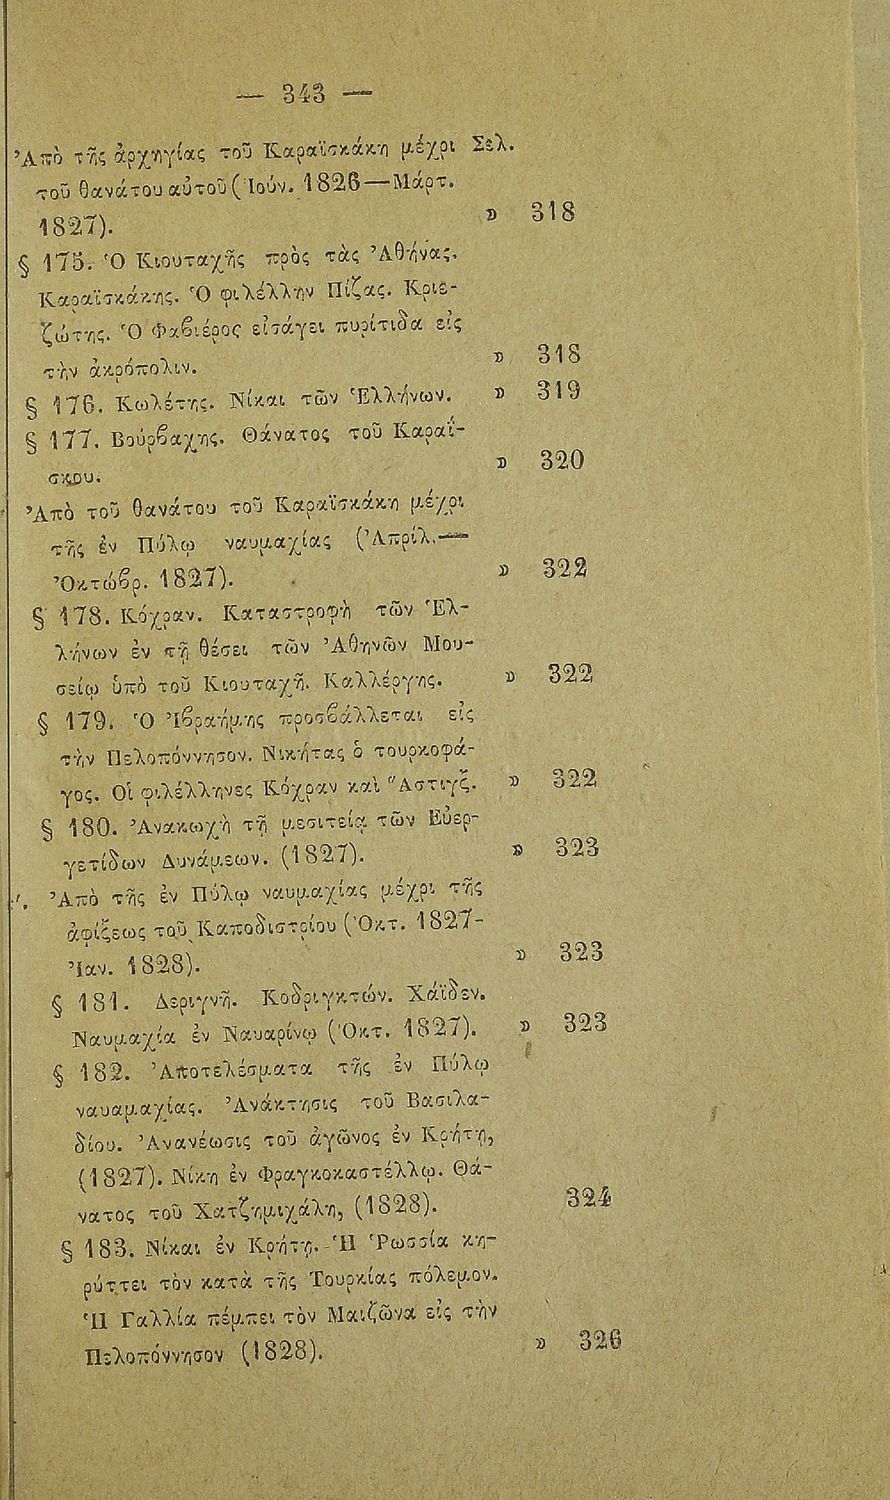 — 343 —
Ἀπὸ τῆς ἀρχηγίας τοῦ Καραϊσκάκη μέχρι Σελ.
τοῦ θανάτου αὐτοῦ (Ἰούν. 1826—Μάρτ.
1827). » 318
§ 175. Ὁ Κιουταχῆς πρὸς τὰς Ἀθήνας.
Καραϊσκάκης. Ὁ φιλέλλην Πίζας. Κριε-
ζώτης. Ὁ Φαβιέρος εἰσάγει πυρίτιδα εἰς
τὴν ἀκρόπολιν. » 318
§ 176. Κωλέτης. Νίκαι τῶν Ἑλλήνων. » 319
§ 177. Βούρβαχης. Θάνατος τοῦ Καραΐ-
σκου. » 320
Ἀπὸ τοῦ θανάτου τοῦ Καραϊσκάκη μέχρι
τῆς ἐν Πύλῳ ναυμαχίας (Ἀπρίλ.—
Ὀκτώβρ. 1827). » 322
§ 178. Κόχραν. Καταστροφὴ τῶν Ἑλ-
λήνων ἐν τῇ θέσει τῶν Ἀθηνῶν Μου-
σείῳ ὑπὸ τοῦ Κιουταχῆ. Καλλέργης. » 322
§ 179. Ὁ Ἰβραήμης προσβάλλεται εἰς
τὴν Πελοπόννησον. Νικήτας ὁ τουρκοφά-
γος. Οἱ φιλέλληνες Κόχραν καὶ Ἄστιγξ. » 322
§ 180. Ἀνακωχὴ τῇ μεσιτείᾳ τῶν Εὐερ-
γετίδων Δυνάμεων. (1827). » 323
Ἀπὸ τῆς ἐν Πύλῳ ναυμαχίας μέχρι τῆς
ἀφίξεως τοῦ Καποδιστρίου (Ὀκτ. 1827-
Ἰαν. 1828). » 323
§ 181. Δεριγνῆ. Κοδριγκτών. Χάϊδεν.
Ναυμαχία ἐν Ναυαρίνῳ (Ὀκτ. 1827). » 323
§ 182. Ἀποτελέσματα τῆς ἐν Πύλῳ
ναυαμαχίας. Ἀνάκτησις τοῦ Βασιλα-
δίου. Ἀνανέωσις τοῦ ἀγῶνος ἐν Κρήτῃ,
(1827). Νίκη ἐν Φραγκοκαστέλλῳ. Θά-
νατος τοῦ Χατζημιχάλη, (1828). 324
§ 183. Νίκαι ἐν Κρήτῃ. Ἡ Ῥωσσία κη-
ρύττει τὸν κατὰ τῆς Τουρκίας πόλεμον.
Ἡ Γαλλία πέμπει τὸν Μαιζῶνα εἰς τὴν
Πελοπόννησον (1828). » 326